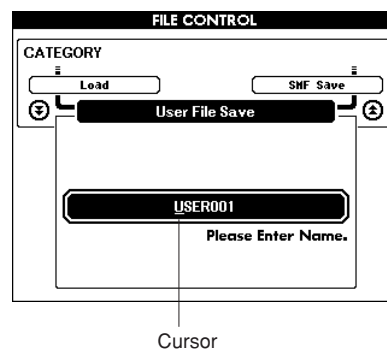 FILE CONTROL
CATEGORY
Load
SMF Save
User File Save
USER001
Please Enter Name.
Cursor